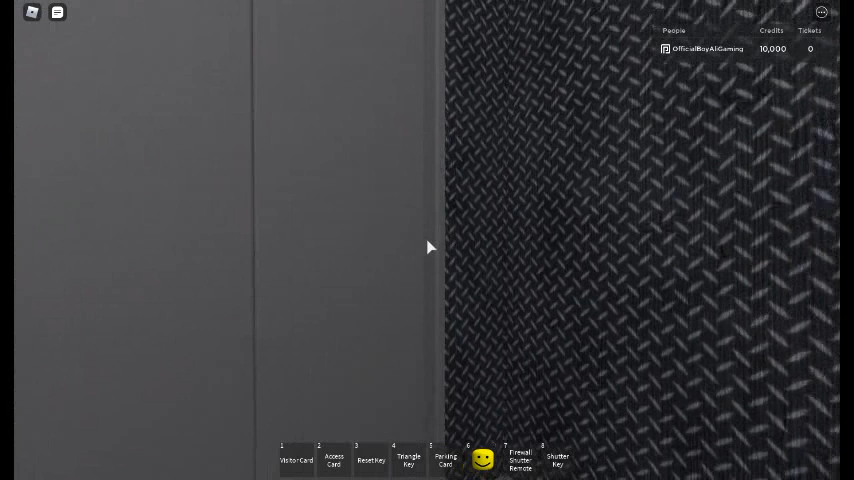 People Credits Tickets
OfficialBoyAliGaming 10,000 0
1 2 3 4 5 6 7 8
Visitor Card
Access
Card
Reset Key
Triangle
Key
Parking
Card
Firewall
Shutter
Remote
Shutter
Key